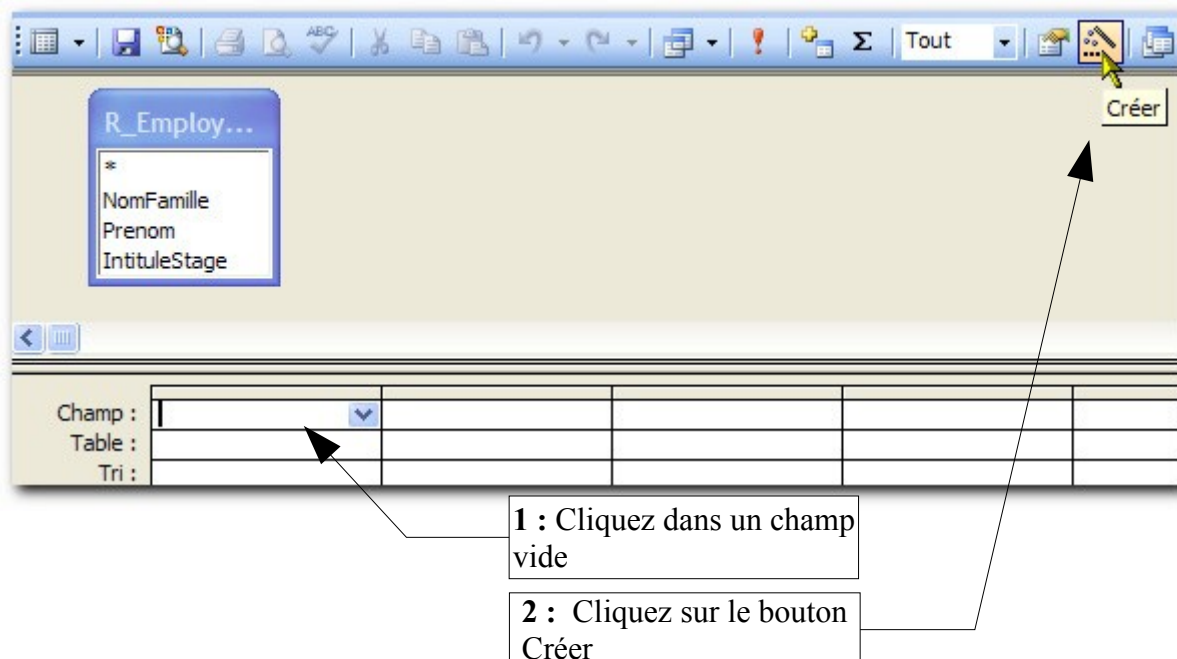 ABC
Σ
Tout
Créer
R_Employ...
*
NomFamille
Prenom
IntituleStage
Champ :
Table :
Tri :
1 : Cliquez dans un champ
vide
2 : Cliquez sur le bouton
Créer